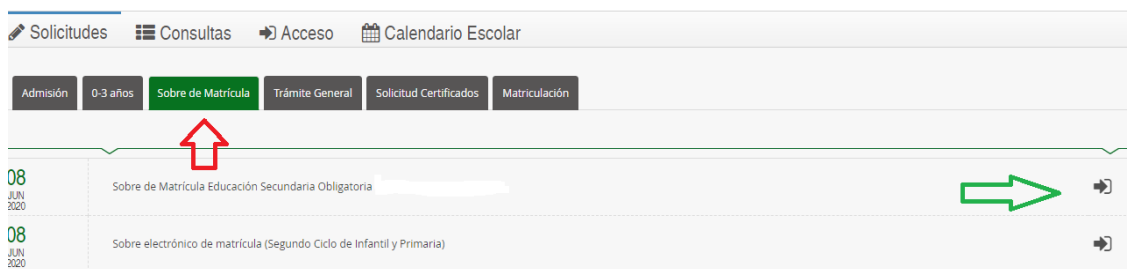 Solicitudes Consultas Acceso Calendario Escolar
Admisión 0-3 años Sobre de Matrícula Trámite General Solicitud Certificados Matriculación
08
JUN
2020
Sobre de Matrícula Educación Secundaria Obligatoria
08
JUN
2020
Sobre electrónico de matrícula (Segundo Ciclo de Infantil y Primaria)